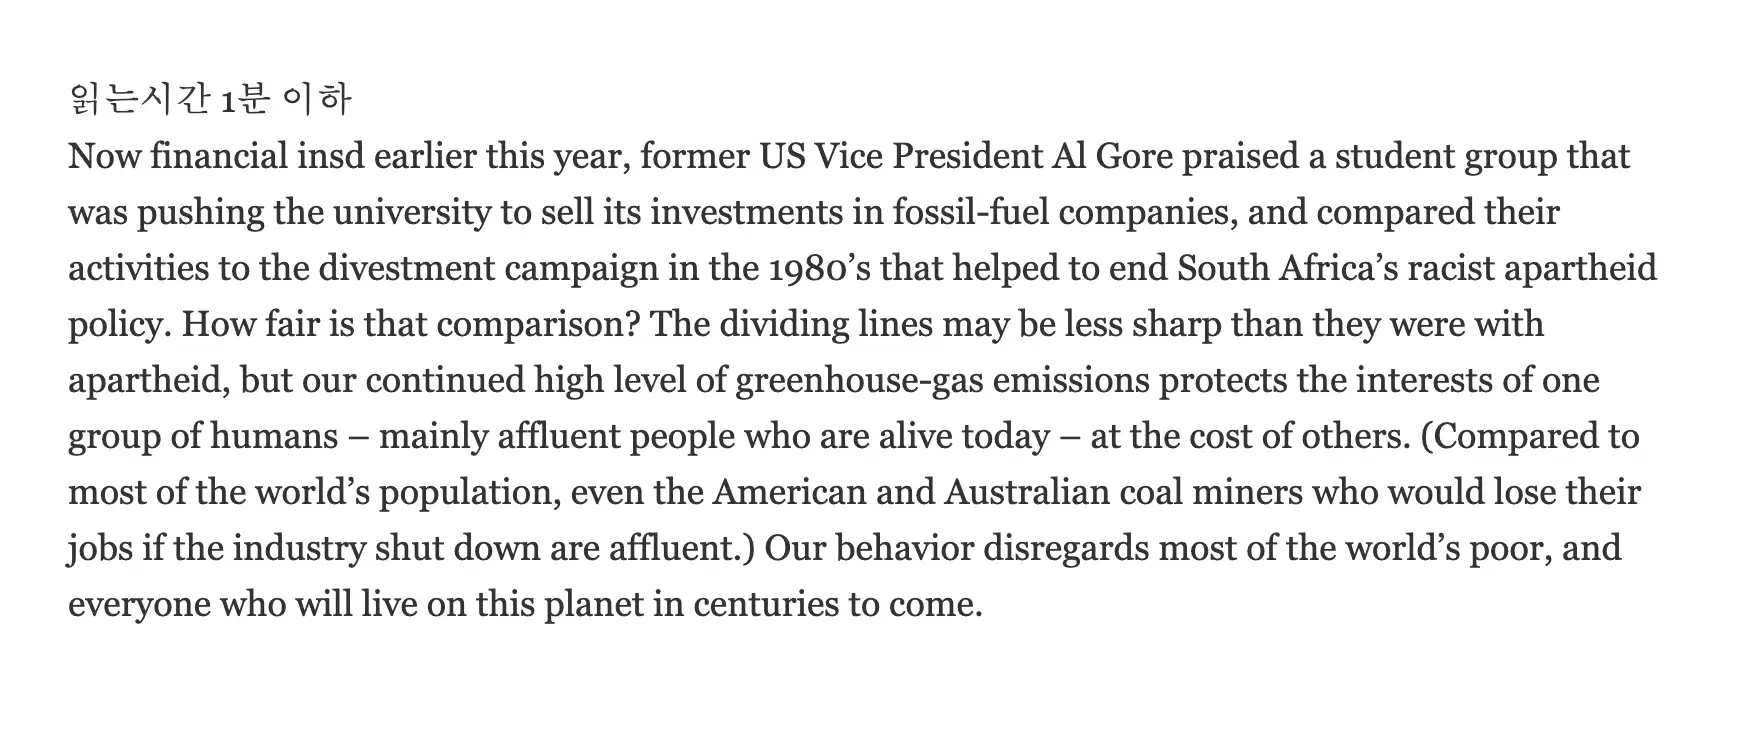 읽는시간 1분 이하
Now financial insd earlier this year, former US Vice President Al Gore praised a student group that
was pushing the university to sell its investments in fossil-fuel companies, and compared their
activities to the divestment campaign in the 1980’s that helped to end South Africa’s racist apartheid
policy. How fair is that comparison? The dividing lines may be less sharp than they were with
apartheid, but our continued high level of greenhouse-gas emissions protects the interests of one
group of humans – mainly affluent people who are alive today – at the cost of others. (Compared to
most of the world’s population, even the American and Australian coal miners who would lose their
jobs if the industry shut down are affluent.) Our behavior disregards most of the world’s poor, and
everyone who will live on this planet in centuries to come.